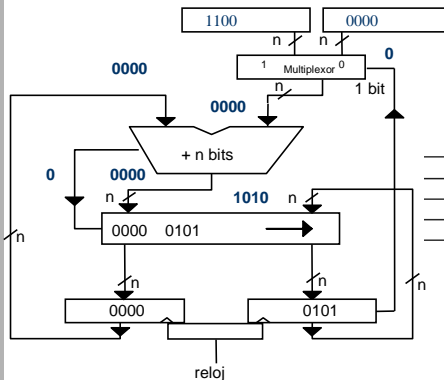 1100 0000
n n
0
1 Multiplexor 0
0000
n 1 bit
0000
+ n bits
0 0000
1010
n n
0000 0101
n n
n n
0000 0101
reloj